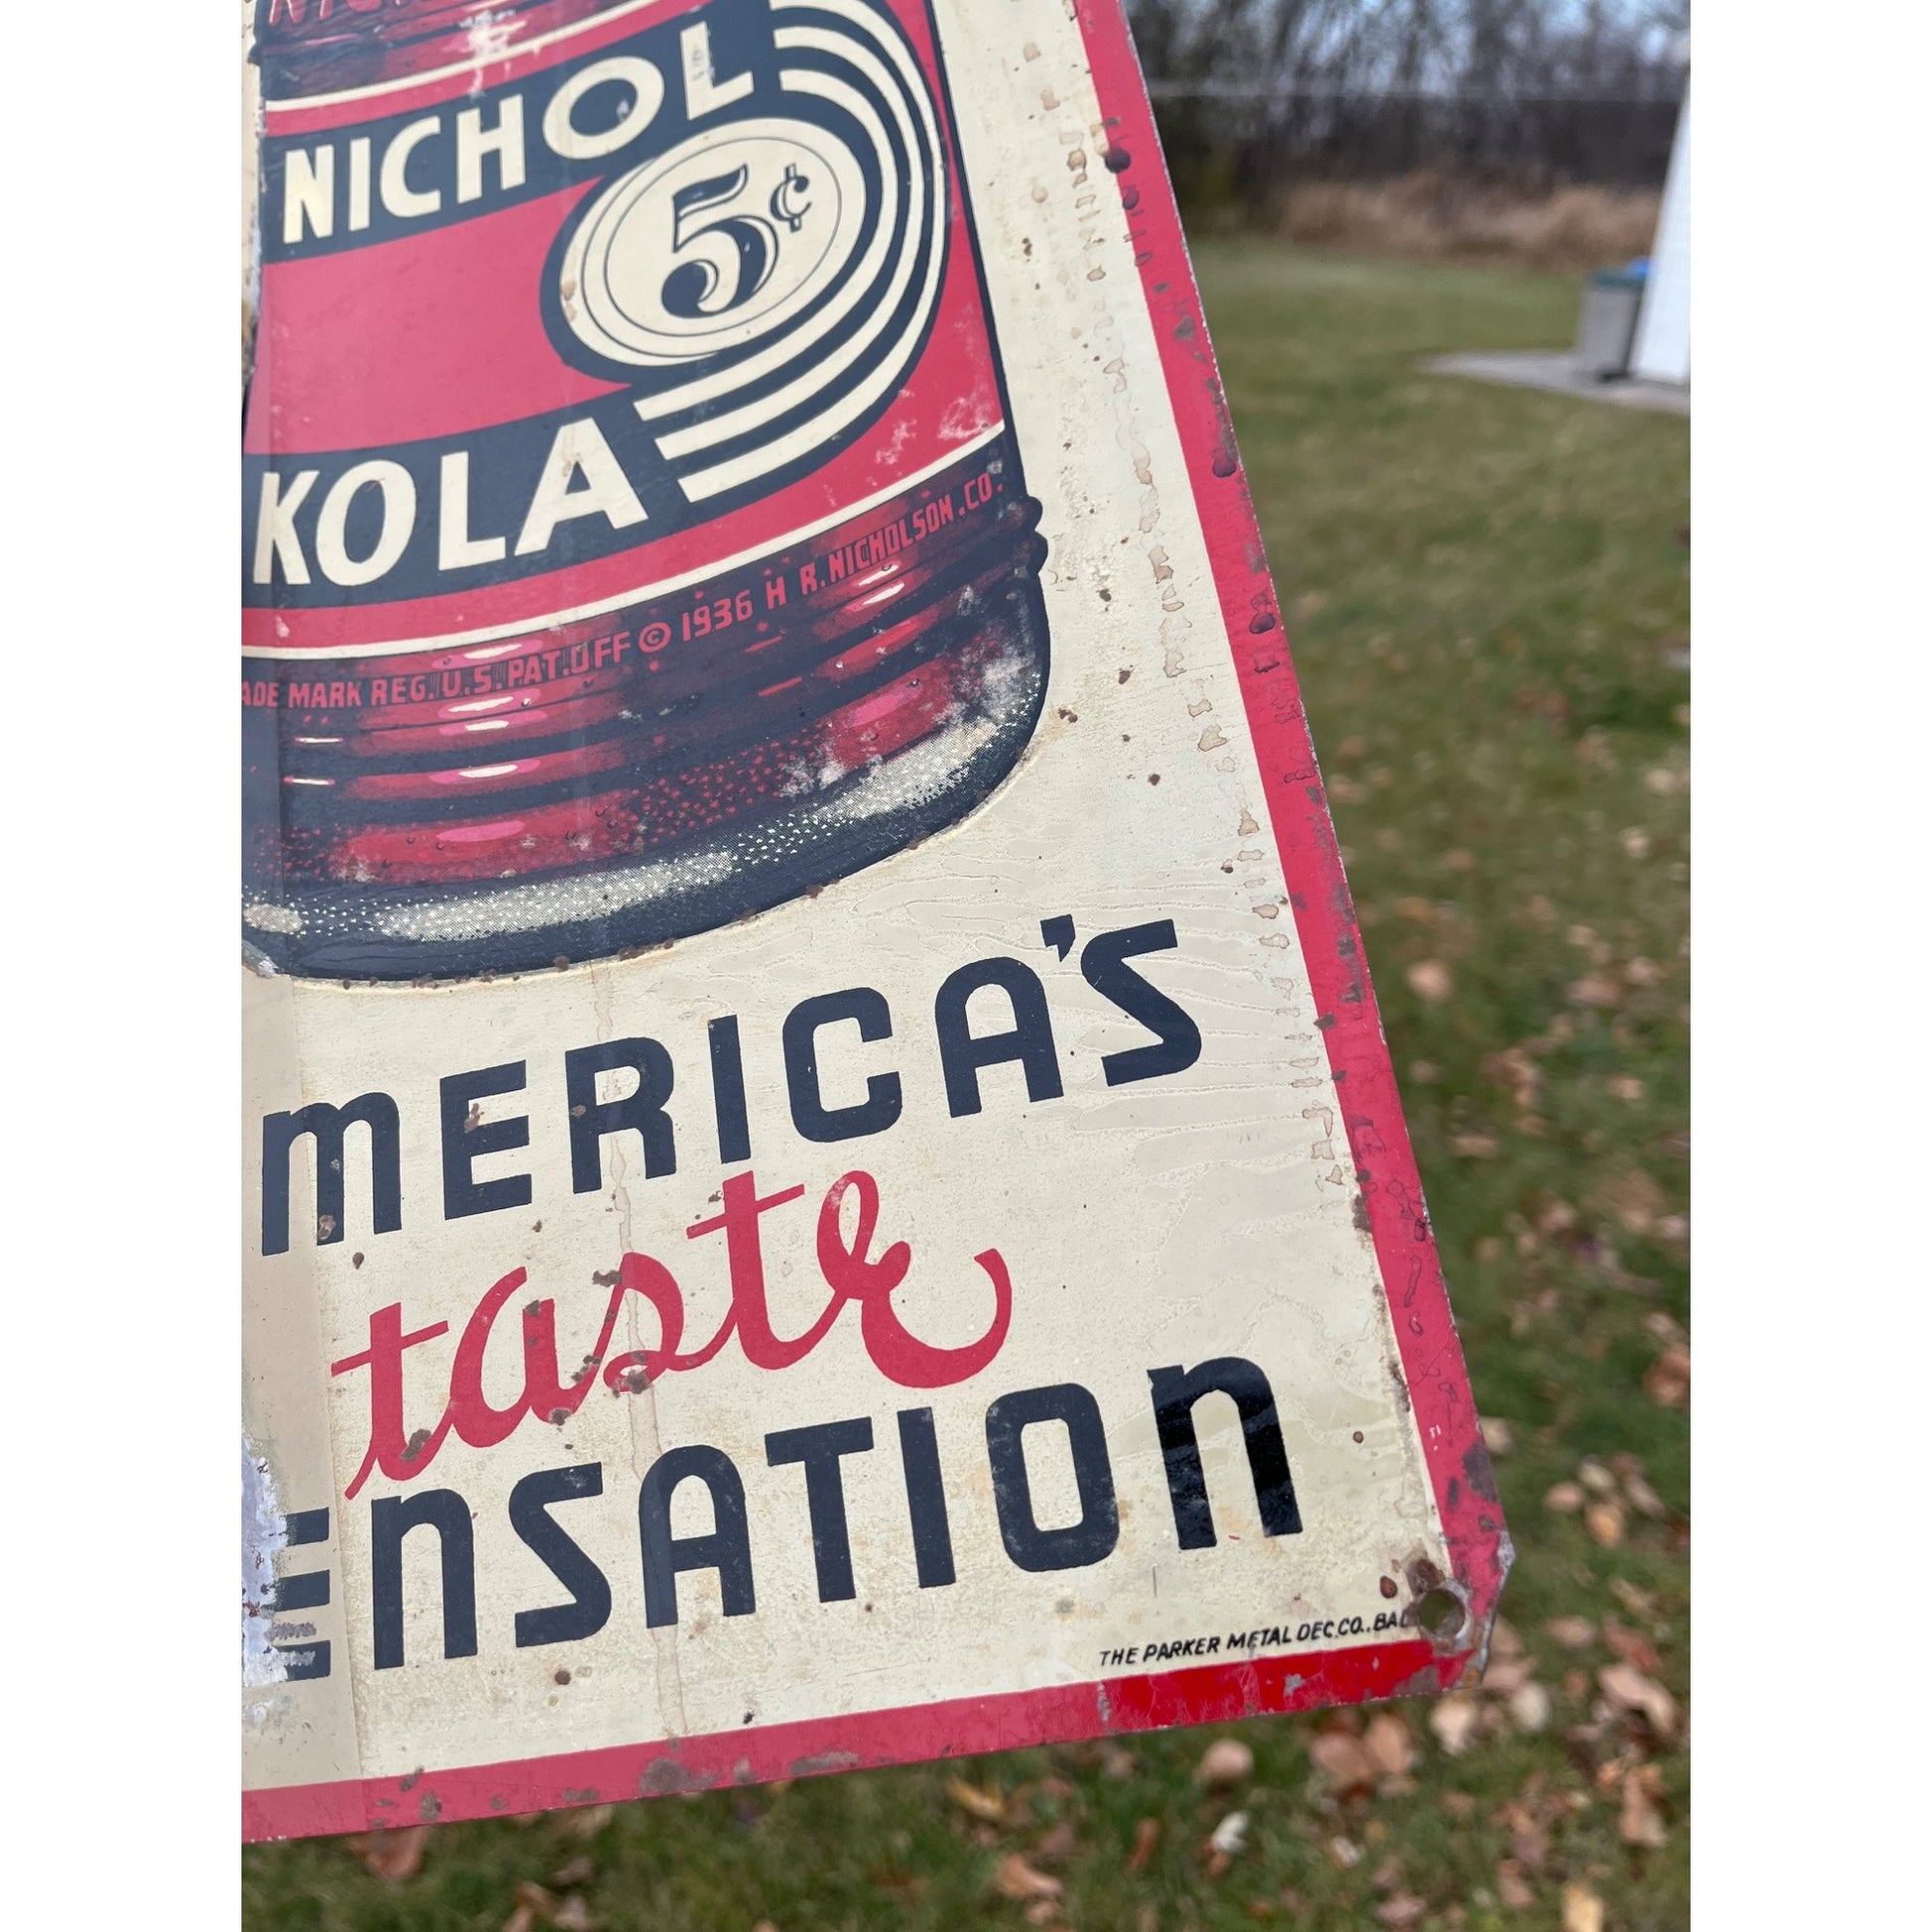 NICHOL
5¢
KOLA
ADE MARK REG. U.S. PAT. OFF © 1936 H R. NICHOLSON. CO.
MERICA'S
taste
ENSATION
THE PARKER METAL DEC. CO., BAL